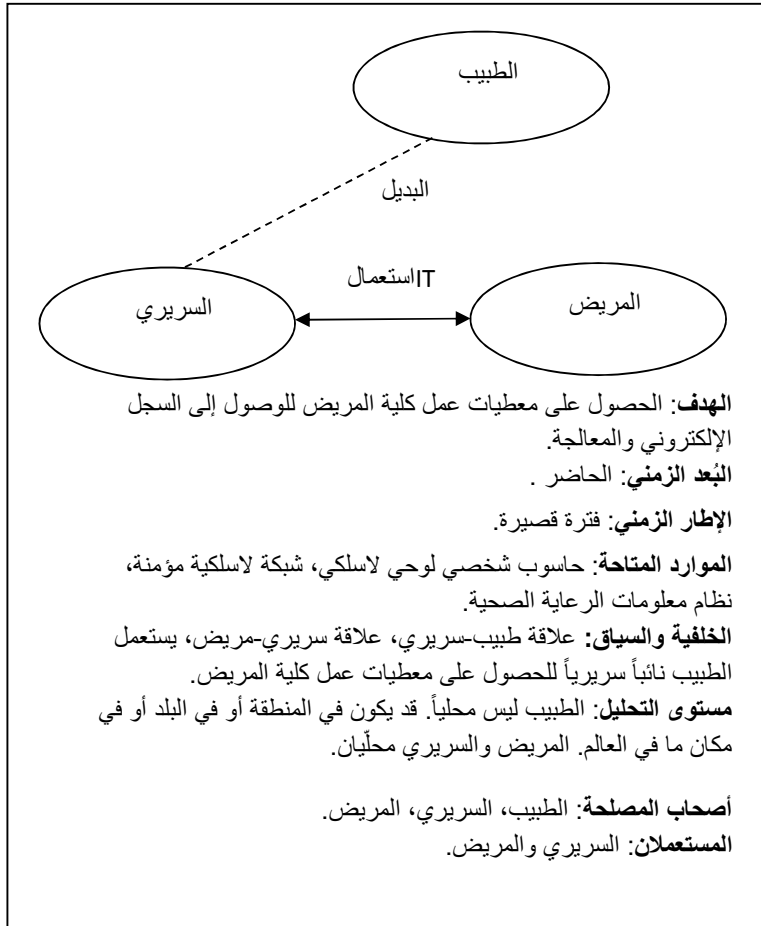 الطبيب
البديل
استعمالIT
السريري
المريض
الهدف: الحصول على معطيات عمل كلية المريض للوصول إلى السجل
الإلكتروني والمعالجة.
البُعد الزمني: الحاضر .
الإطار الزمني: فترة قصيرة.
الموارد المتاحة: حاسوب شخصي لوحي لاسلكي، شبكة لاسلكية مؤمنة،
نظام معلومات الرعاية الصحية.
الخلفية والسياق: علاقة طبيب-سريري، علاقة سريري-مريض، يستعمل
الطبيب نائباً سريرياً للحصول على معطيات عمل كلية المريض.
مستوى التحليل: الطبيب ليس محلياً. قد يكون في المنطقة أو في البلد أو في
مكان ما في العالم. المريض والسريري محلّيان.
أصحاب المصلحة: الطبيب، السريري، المريض.
المستعملان: السريري والمريض.